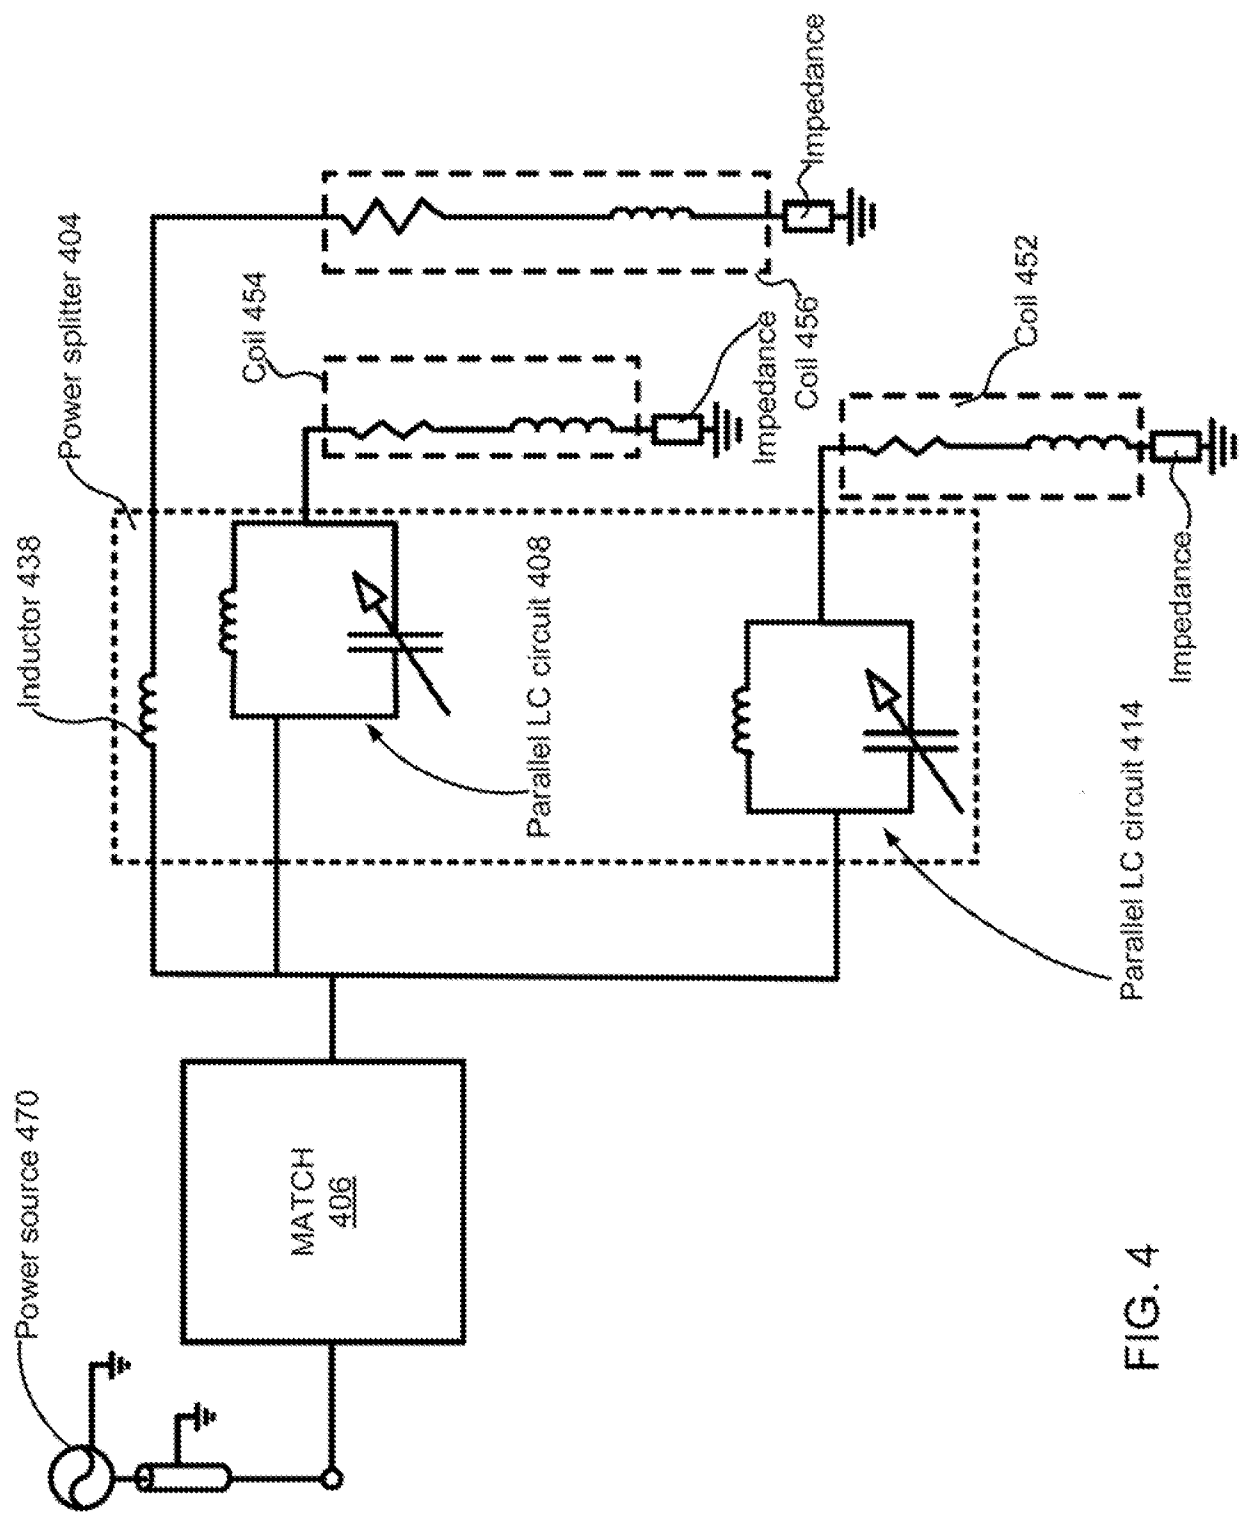 Power source 470
MATCH
406
Inductor 438
Power splitter 404
Parallel LC circuit 408
Parallel LC circuit 414
Coil 454
Impedance
Coil 456
Impedance
Coil 452
Impedance
FIG. 4